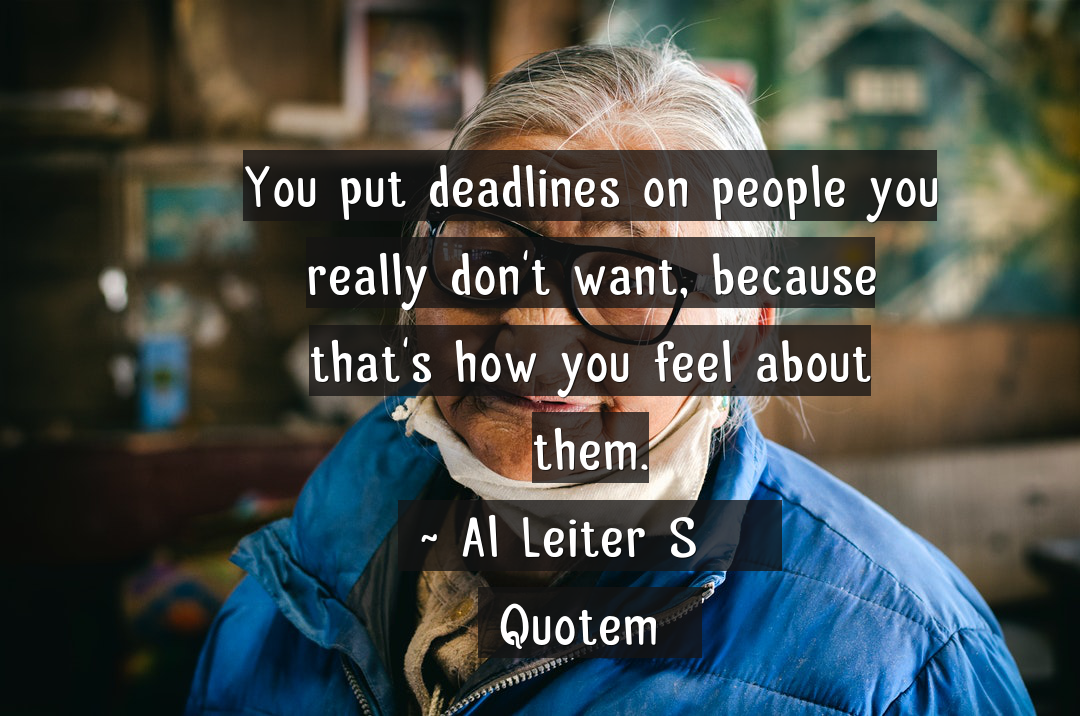 You put deadlines on people you
really don't want, because
that's how you feel about
them.
~ Al Leiter S
Quotem